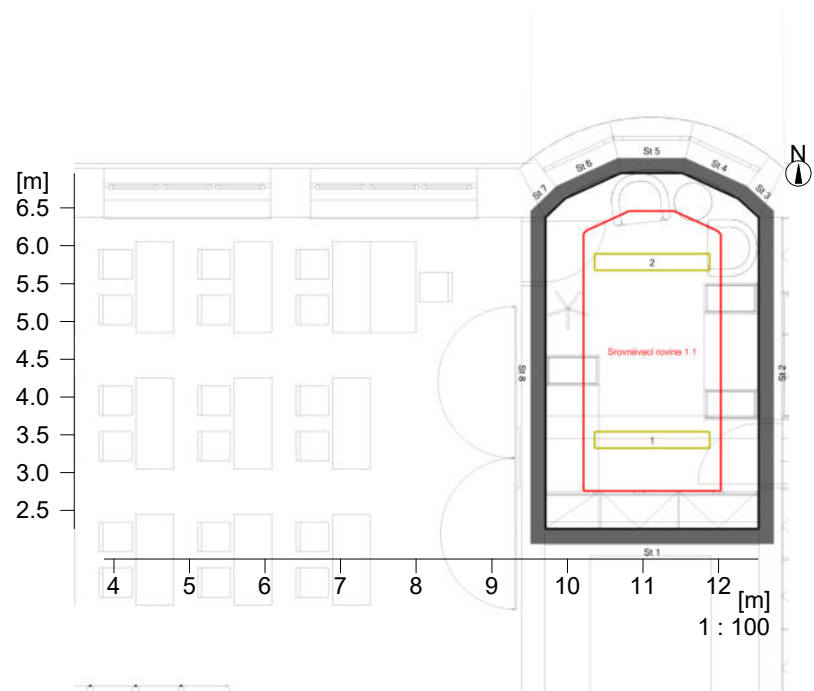 St 5
St 6
St 4
St 7
St 3
N
[m]
6.5
6.0
5.5
5.0
4.5
4.0
3.5
3.0
2.5
2
Srovnávací rovina 1.1
St 8
St 2
1
St 1
4 5 6 7 8 9 10 11 12
[m]
1 : 100